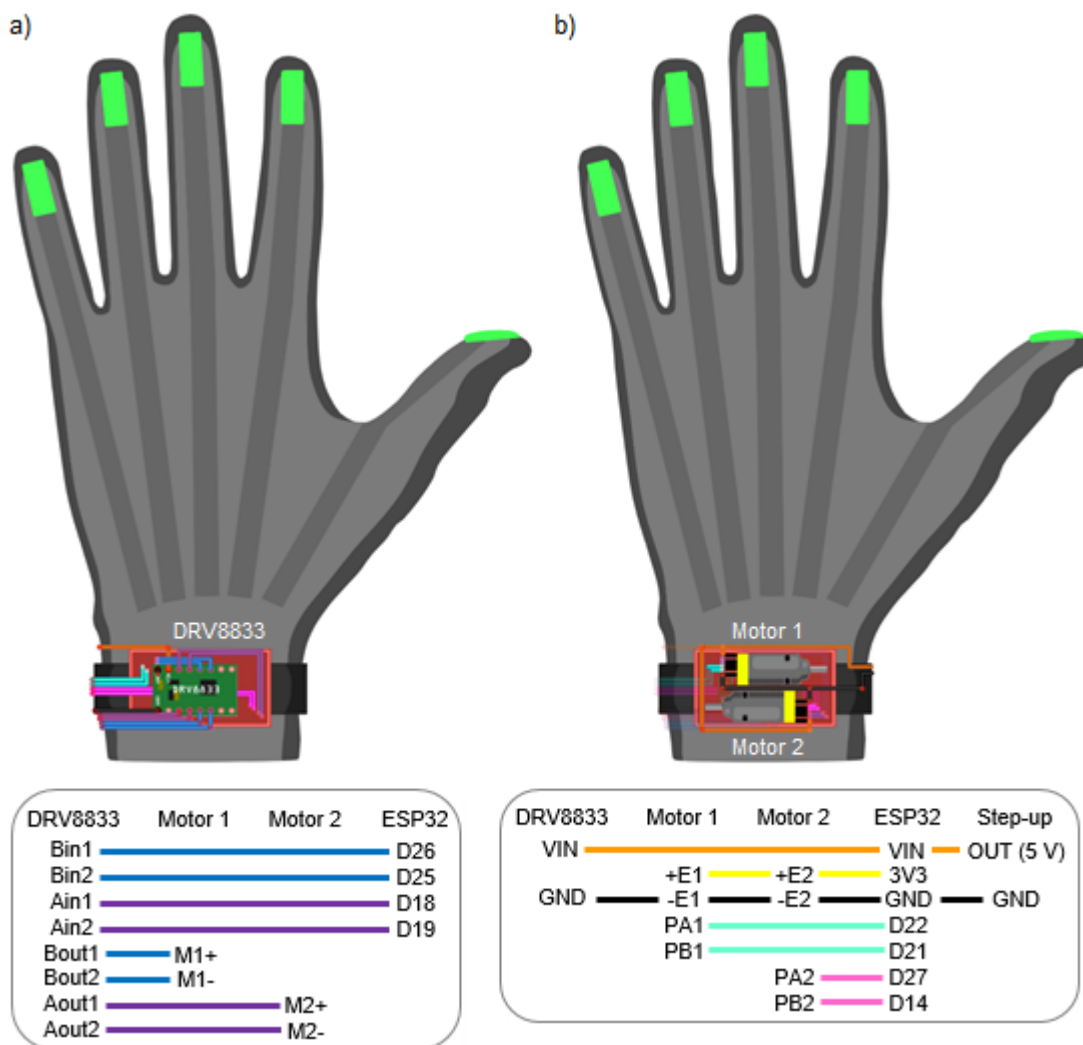 a)
DRV8833
DRV8833
DRV8833 Motor 1 Motor 2 ESP32
Bin1 D26
Bin2 D25
Ain1 D18
Ain2 D19
Bout1 M1+
Bout2 M1-
Aout1 M2+
Aout2 M2-
b)
Motor 1
Motor 2
DRV8833 Motor 1 Motor 2 ESP32 Step-up
VIN VIN OUT (5 V)
+E1 +E2 3V3
GND -E1 -E2 GND GND
PA1 D22
PB1 D21
PA2 D27
PB2 D14